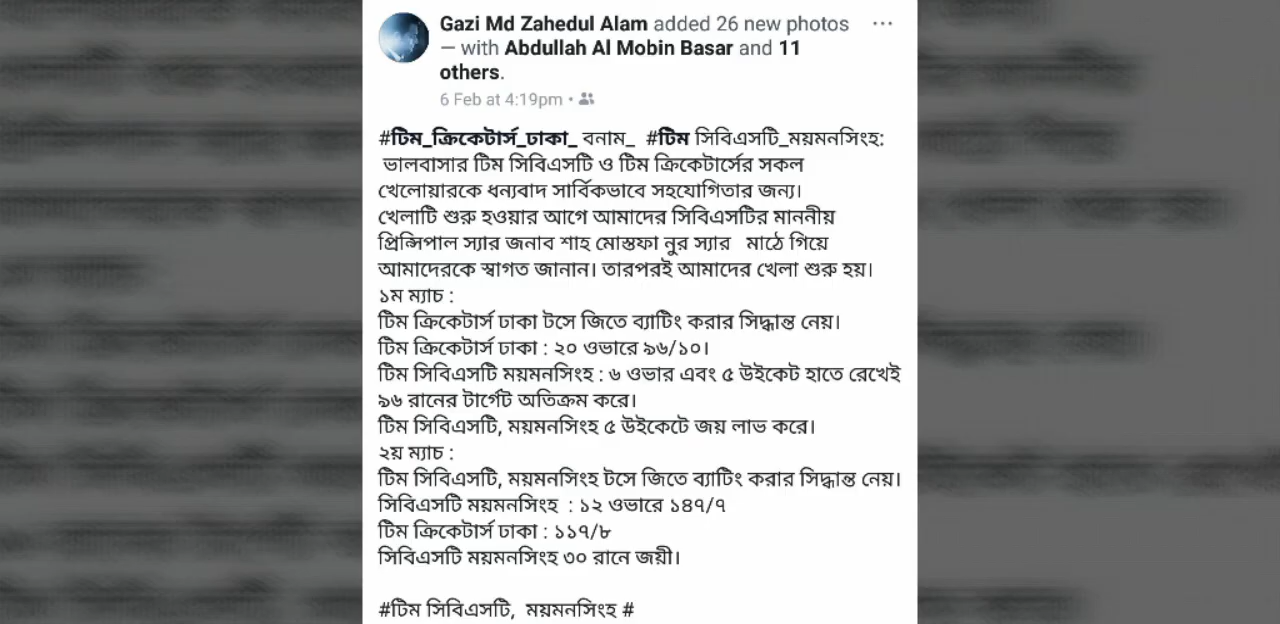 Gazi Md Zahedul Alam added 26 new photos
— with Abdullah Al Mobin Basar and 11
others.
6 Feb at 4:19pm •
#টিম_ক্রিকেটার্স_ঢাকা_ বনাম_ #টিম সিবিএসটি_ময়মনসিংহ:
ভালবাসার টিম সিবিএসটি ও টিম ক্রিকেটার্সের সকল
খেলোয়ারকে ধন্যবাদ সার্বিকভাবে সহযোগিতার জন্য।
খেলাটি শুরু হওয়ার আগে আমাদের সিবিএসটির মাননীয়
প্রিন্সিপাল স্যার জনাব শাহ মোস্তফা নুর স্যার মাঠে গিয়ে
আমাদেরকে স্বাগত জানান। তারপরই আমাদের খেলা শুরু হয়।
১ম ম্যাচ :
টিম ক্রিকেটার্স ঢাকা টসে জিতে ব্যাটিং করার সিদ্ধান্ত নেয়।
টিম ক্রিকেটার্স ঢাকা : ২০ ওভারে ৯৬/১০।
টিম সিবিএসটি ময়মনসিংহ : ৬ ওভার এবং ৫ উইকেট হাতে রেখেই
৯৬ রানের টার্গেট অতিক্রম করে।
টিম সিবিএসটি, ময়মনসিংহ ৫ উইকেটে জয় লাভ করে।
২য় ম্যাচ :
টিম সিবিএসটি, ময়মনসিংহ টসে জিতে ব্যাটিং করার সিদ্ধান্ত নেয়।
সিবিএসটি ময়মনসিংহ : ১২ ওভারে ১৪৭/৭
টিম ক্রিকেটার্স ঢাকা : ১১৭/৮
সিবিএসটি ময়মনসিংহ ৩০ রানে জয়ী।
#টিম সিবিএসটি, ময়মনসিংহ #